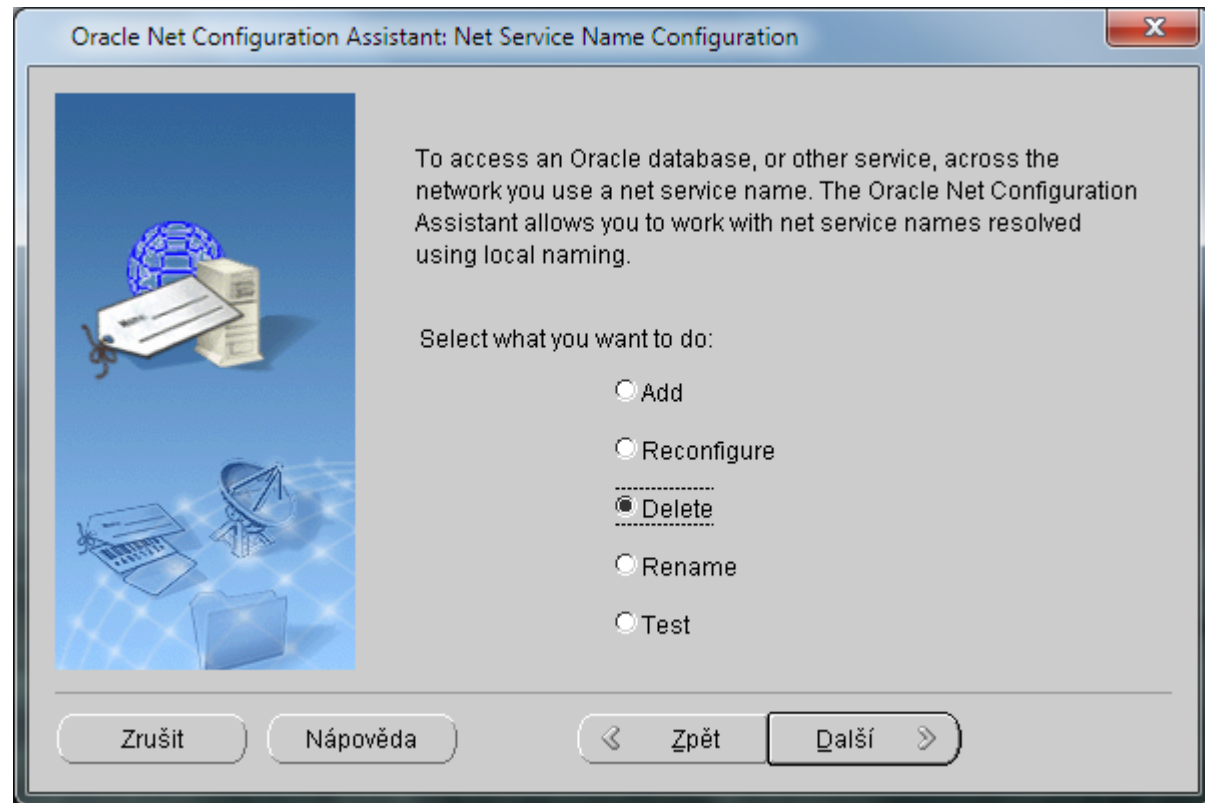 Oracle Net Configuration Assistant: Net Service Name Configuration
To access an Oracle database, or other service, across the
network you use a net service name. The Oracle Net Configuration
Assistant allows you to work with net service names resolved
using local naming.
Select what you want to do:
Add
Reconfigure
Delete
Rename
Test
Zrušit
Nápověda
Zpět
Další